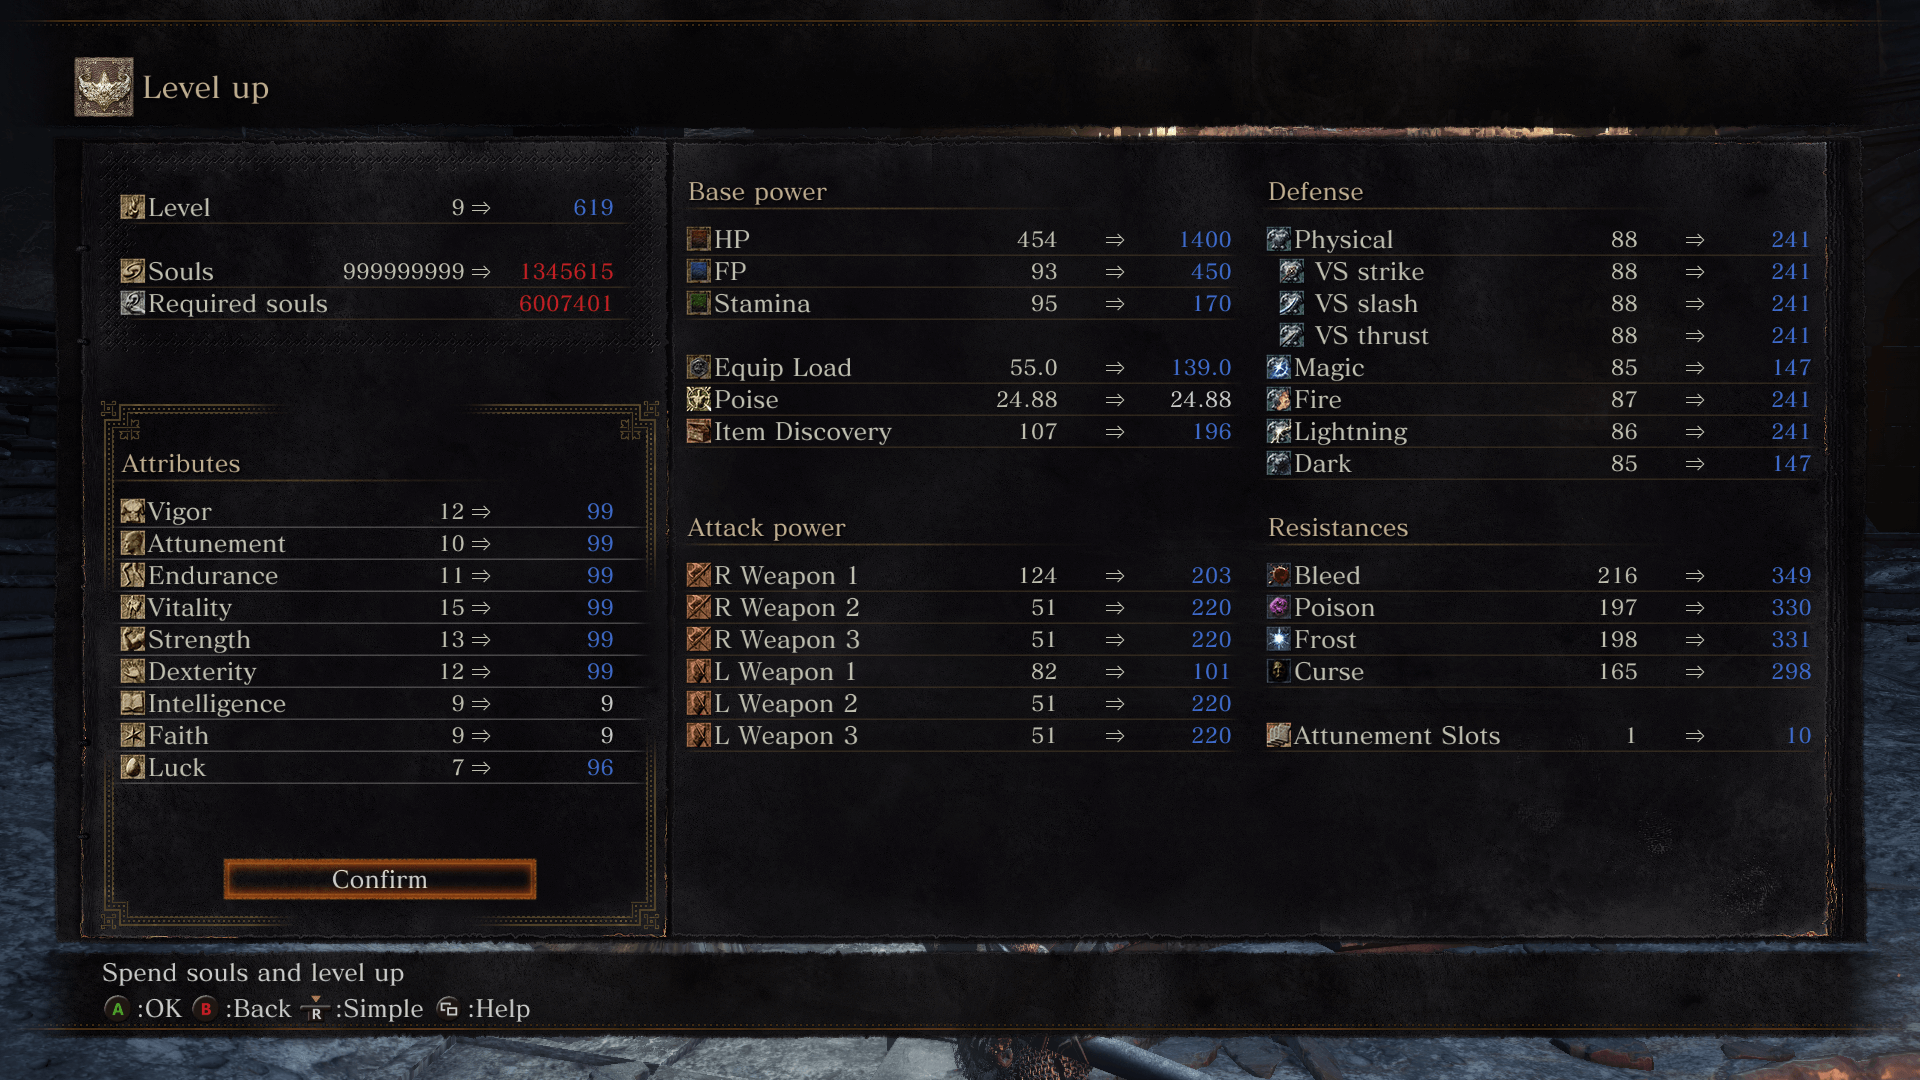 Level up
Level 9 ⇒ 619
Souls 999999999 ⇒ 1345615
Required souls 6007401
Attributes
Vigor 12 ⇒ 99
Attunement 10 ⇒ 99
Endurance 11 ⇒ 99
Vitality 15 ⇒ 99
Strength 13 ⇒ 99
Dexterity 12 ⇒ 99
Intelligence 9 ⇒ 9
Faith 9 ⇒ 9
Luck 7 ⇒ 96
Confirm
Base power
HP 454 ⇒ 1400
FP 93 ⇒ 450
Stamina 95 ⇒ 170
Equip Load 55.0 ⇒ 139.0
Poise 24.88 ⇒ 24.88
Item Discovery 107 ⇒ 196
Attack power
R Weapon 1 124 ⇒ 203
R Weapon 2 51 ⇒ 220
R Weapon 3 51 ⇒ 220
L Weapon 1 82 ⇒ 101
L Weapon 2 51 ⇒ 220
L Weapon 3 51 ⇒ 220
Defense
Physical 88 ⇒ 241
VS strike 88 ⇒ 241
VS slash 88 ⇒ 241
VS thrust 88 ⇒ 241
Magic 85 ⇒ 147
Fire 87 ⇒ 241
Lightning 86 ⇒ 241
Dark 85 ⇒ 147
Resistances
Bleed 216 ⇒ 349
Poison 197 ⇒ 330
Frost 198 ⇒ 331
Curse 165 ⇒ 298
Attunement Slots 1 ⇒ 10
Spend souls and level up
A :OK B :Back R :Simple :Help